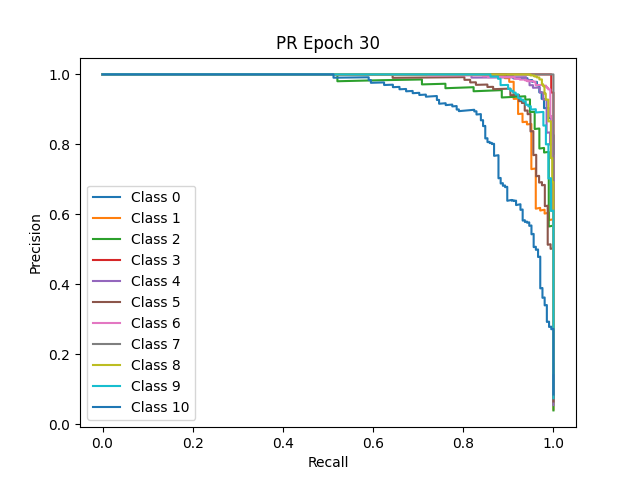 PR Epoch 30
Precision
1.0
0.8
0.6
0.4
0.2
0.0
Class 0
Class 1
Class 2
Class 3
Class 4
Class 5
Class 6
Class 7
Class 8
Class 9
Class 10
0.0 0.2 0.4 0.6 0.8 1.0
Recall